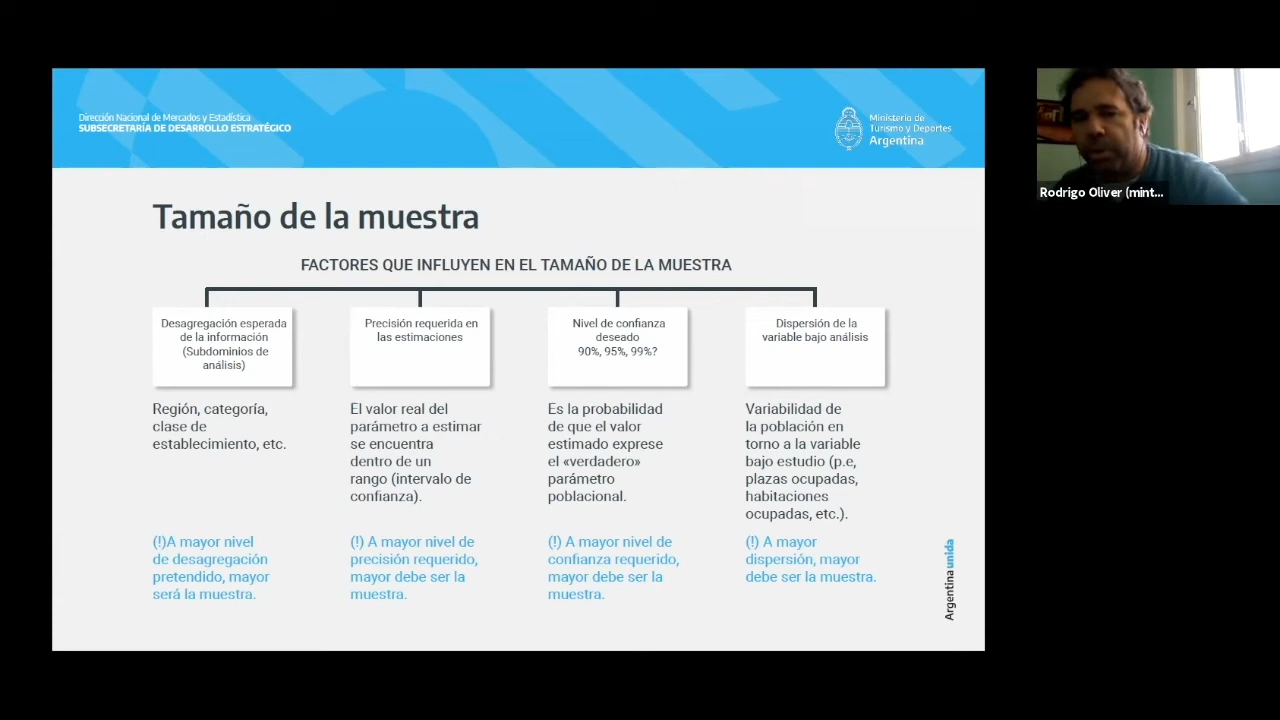 Dirección Nacional de Mercados y Estadística
SUBSECRETARÍA DE DESARROLLO ESTRATÉGICO
Ministerio de
Turismo y Deportes
Argentina
Rodrigo Oliver (mint...
Tamaño de la muestra
FACTORES QUE INFLUYEN EN EL TAMAÑO DE LA MUESTRA
Desagregación esperada
de la información
(Subdominios de
análisis)
Región, categoría,
clase de
establecimiento, etc.
(!)A mayor nivel
de desagregación
pretendido, mayor
será la muestra.
Precisión requerida en
las estimaciones
El valor real del
parámetro a estimar
se encuentra
dentro de un
rango (intervalo de
confianza).
(!) A mayor nivel de
precisión requerido,
mayor debe ser la
muestra.
Nivel de confianza
deseado
90%, 95%, 99%?
Es la probabilidad
de que el valor
estimado exprese
el «verdadero»
parámetro
poblacional.
(!) A mayor nivel de
confianza requerido,
mayor debe ser la
muestra.
Dispersión de la
variable bajo análisis
Variabilidad de
la población en
torno a la variable
bajo estudio (p.e,
plazas ocupadas,
habitaciones
ocupadas, etc.).
(!) A mayor
dispersión, mayor
debe ser la muestra.
Argentina unida